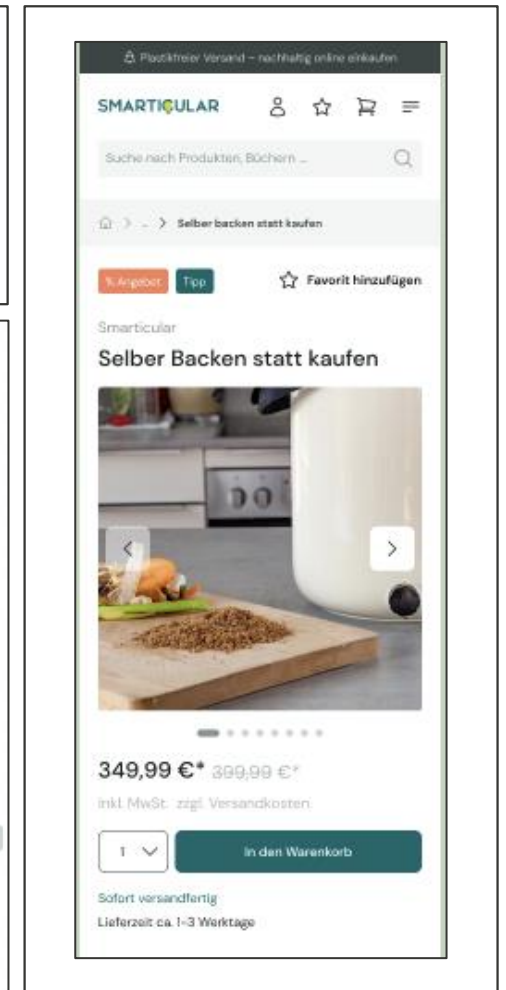 Plastikfreier Versand – nachhaltig online einkaufen
SMARTICULAR
Suche nach Produkten, Büchern ...
> .. > Selber backen statt kaufen
% Angebot Tipp Favorit hinzufügen
Smarticular
Selber Backen statt kaufen
349,99 €* 399,99 €*
inkl. MwSt. zzgl. Versandkosten
1 In den Warenkorb
Sofort versandfertig
Lieferzeit ca. 1-3 Werktage